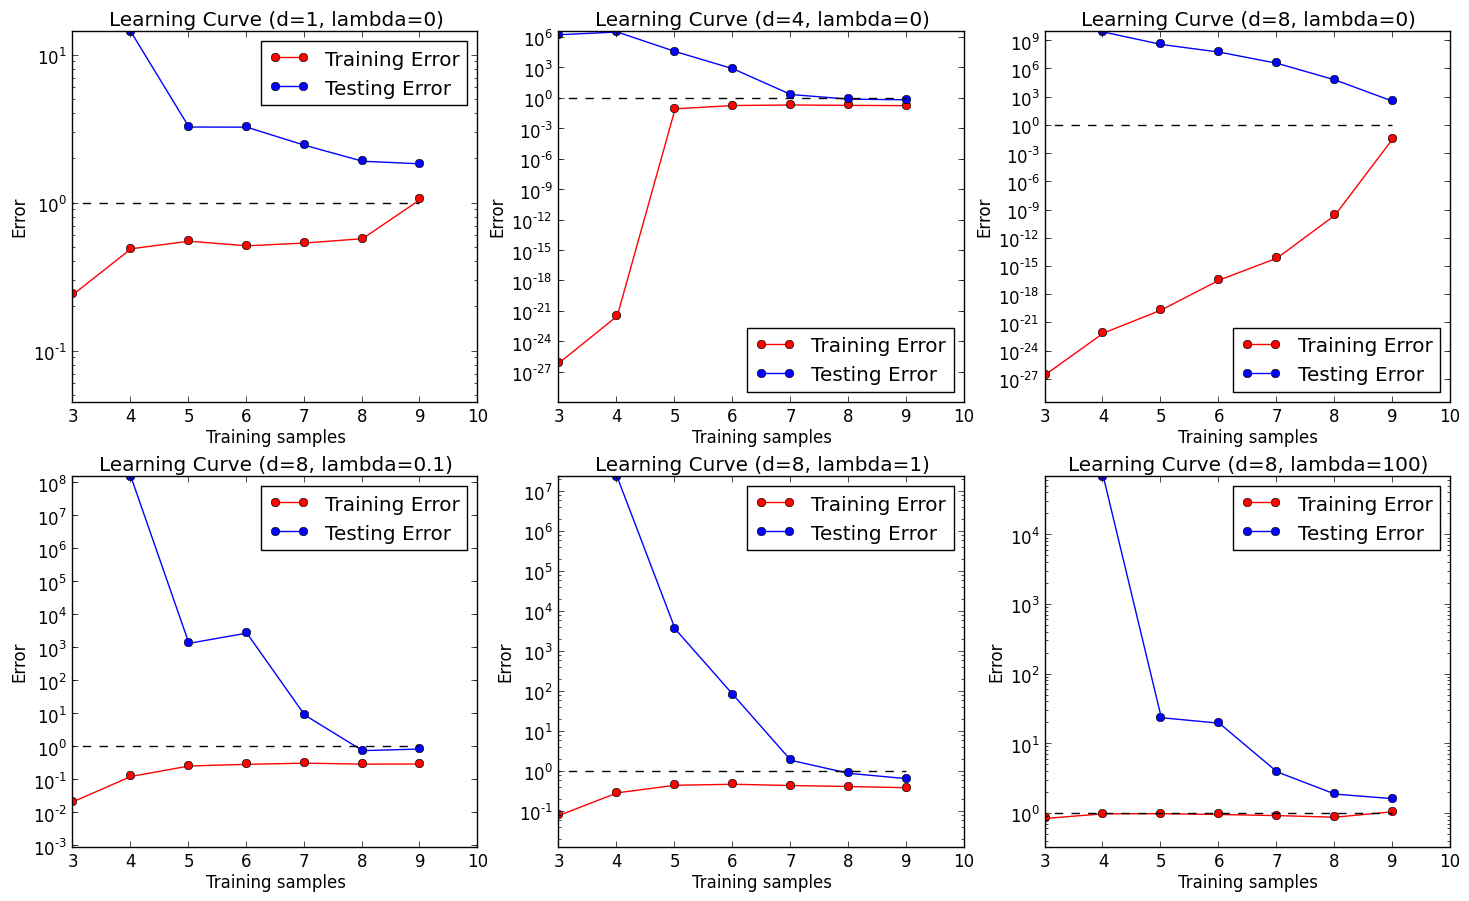 Learning Curve (d=1, lambda=0)
10^1
10^0
10^-1
Error
Training Error
Testing Error
3 4 5 6 7 8 9 10
Training samples
Learning Curve (d=4, lambda=0)
10^6
10^3
10^0
10^-3
10^-6
10^-9
10^-12
10^-15
10^-18
10^-21
10^-24
10^-27
Error
Training Error
Testing Error
3 4 5 6 7 8 9 10
Training samples
Learning Curve (d=8, lambda=0)
10^9
10^6
10^3
10^0
10^-3
10^-6
10^-9
10^-12
10^-15
10^-18
10^-21
10^-24
10^-27
Error
Training Error
Testing Error
3 4 5 6 7 8 9 10
Training samples
Learning Curve (d=8, lambda=0.1)
10^8
10^7
10^6
10^5
10^4
10^3
10^2
10^1
10^0
10^-1
10^-2
10^-3
Error
Training Error
Testing Error
3 4 5 6 7 8 9 10
Training samples
Learning Curve (d=8, lambda=1)
10^7
10^6
10^5
10^4
10^3
10^2
10^1
10^0
10^-1
Error
Training Error
Testing Error
3 4 5 6 7 8 9 10
Training samples
Learning Curve (d=8, lambda=100)
10^4
10^3
10^2
10^1
10^0
Error
Training Error
Testing Error
3 4 5 6 7 8 9 10
Training samples